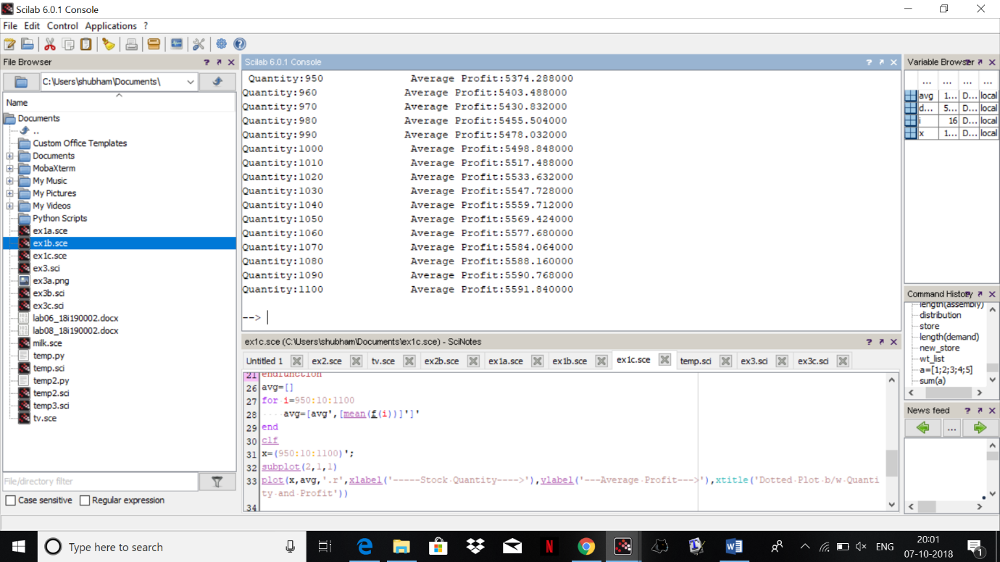 Scilab 6.0.1 Console
File Edit Control Applications ?
File Browser ? ↗ X
C:\Users\shubham\Documents\
Name
Documents
..
Custom Office Templates
Documents
MobaXterm
My Music
My Pictures
My Videos
Python Scripts
ex1a.sce
ex1b.sce
ex1c.sce
ex3.sci
ex3a.png
ex3b.sci
ex3c.sci
lab06_18i190002.docx
lab08_18i190002.docx
milk.sce
temp.py
temp.sci
temp2.py
temp2.sci
temp3.sci
tv.sce
File/directory filter
Case sensitive Regular expression
Scilab 6.0.1 Console ? ↗ X
Quantity:950 Average Profit:5374.288000
Quantity:960 Average Profit:5403.488000
Quantity:970 Average Profit:5430.832000
Quantity:980 Average Profit:5455.504000
Quantity:990 Average Profit:5478.032000
Quantity:1000 Average Profit:5498.848000
Quantity:1010 Average Profit:5517.488000
Quantity:1020 Average Profit:5533.632000
Quantity:1030 Average Profit:5547.728000
Quantity:1040 Average Profit:5559.712000
Quantity:1050 Average Profit:5569.424000
Quantity:1060 Average Profit:5577.680000
Quantity:1070 Average Profit:5584.064000
Quantity:1080 Average Profit:5588.160000
Quantity:1090 Average Profit:5590.768000
Quantity:1100 Average Profit:5591.840000
-->
ex1c.sce (C:\Users\shubham\Documents\ex1c.sce) - SciNotes ? ↗ X
Untitled 1 ex2.sce tv.sce ex2b.sce ex1a.sce ex1b.sce ex1c.sce temp.sci ex3.sci ex3c.sci
21 endfunction
26 avg=[]
27 for i=950:10:1100
28 avg=[avg',[mean(f(i))]']'
29 end
30 clf
31 x=(950:10:1100)';
32 subplot(2,1,1)
33 plot(x,avg,'.r',xlabel('-----Stock Quantity---->'),ylabel('---Average Profit--->'),xtitle('Dotted Plot b/w Quanti
ty and Profit'))
34
Variable Browser ? ↗ X
... ... ... ...
avg 1... D... local
d... 5... D... local
i 16 D... local
x 1... D... local
Command History ? ↗ X
length(assembly)
distribution
store
length(demand)
new_store
wt_list
a=[1;2;3;4;5]
sum(a)
News feed ? ↗ X
...
Type here to search
ENG
20:01
07-10-2018
1